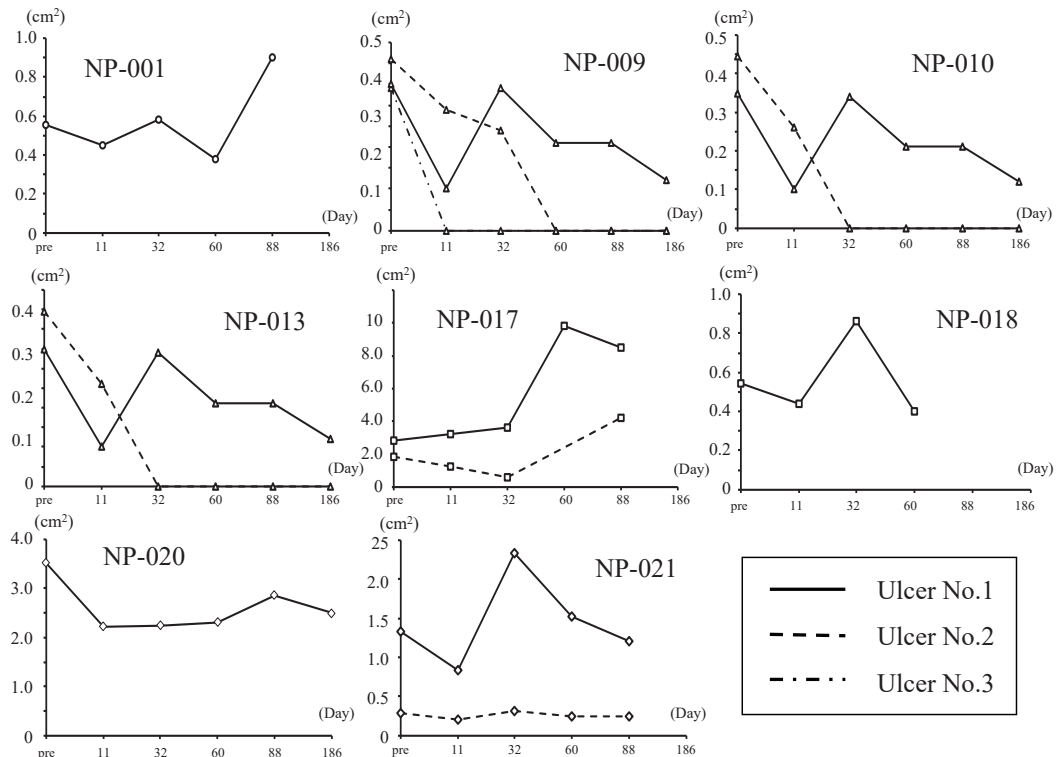 (cm²)
NP-001
1.0
0.8
0.6
0.4
0.2
0
(Day)
pre 11 32 60 88 186
(cm²)
NP-009
0.5
0.4
0.3
0.2
0.1
0
(Day)
pre 11 32 60 88 186
(cm²)
NP-010
0.5
0.4
0.3
0.2
0.1
0
(Day)
pre 11 32 60 88 186
(cm²)
NP-013
0.4
0.3
0.2
0.1
0
(Day)
pre 11 32 60 88 186
(cm²)
NP-017
10
8.0
6.0
4.0
2.0
0
(Day)
pre 11 32 60 88 186
(cm²)
NP-018
1.0
0.8
0.6
0.4
0.2
0
(Day)
pre 11 32 60 88 186
(cm²)
NP-020
4.0
3.0
2.0
1.0
0
(Day)
pre 11 32 60 88 186
(cm²)
NP-021
25
2.0
1.5
1.0
0.5
0
(Day)
pre 11 32 60 88 186
Ulcer No.1
Ulcer No.2
Ulcer No.3